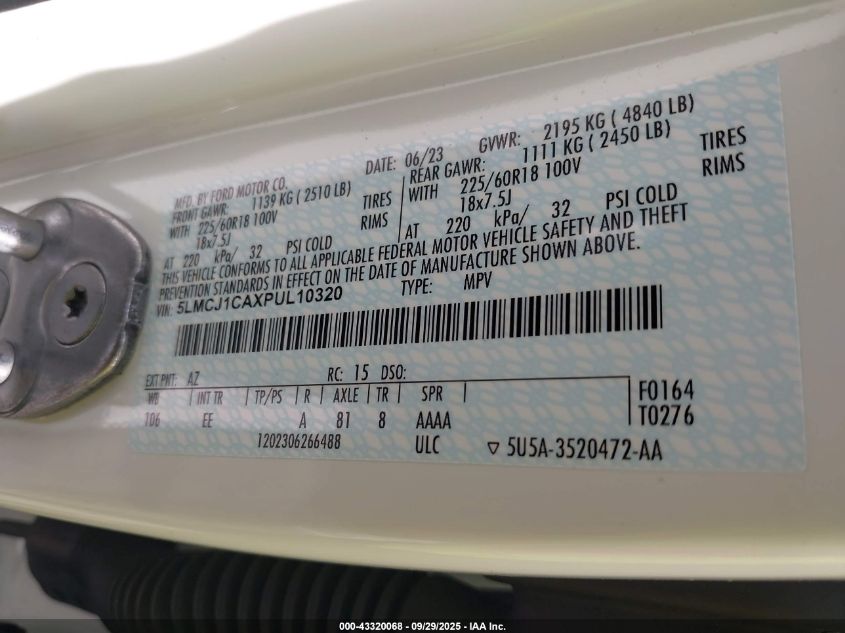 MFD. BY FORD MOTOR CO.
DATE: 06/23 GVWR: 2195 KG ( 4840 LB)
FRONT GAWR: 1139 KG ( 2510 LB) REAR GAWR: 1111 KG ( 2450 LB)
WITH 225/60R18 100V TIRES WITH 225/60R18 100V TIRES
18x7.5J RIMS 18x7.5J RIMS
AT 220 kPa/ 32 PSI COLD AT 220 kPa/ 32 PSI COLD
THIS VEHICLE CONFORMS TO ALL APPLICABLE FEDERAL MOTOR VEHICLE SAFETY AND THEFT
PREVENTION STANDARDS IN EFFECT ON THE DATE OF MANUFACTURE SHOWN ABOVE.
VIN: 5LMCJ1CAXPUL10320 TYPE: MPV
EXT PNT: AZ RC: 15 DSO:
WB INT TR TP/PS R AXLE TR SPR F0164
106 EE A 81 8 AAAA T0276
1202306266488 ULC ▽ 5U5A-3520472-AA
000-43320068 - 09/29/2025 - IAA Inc.